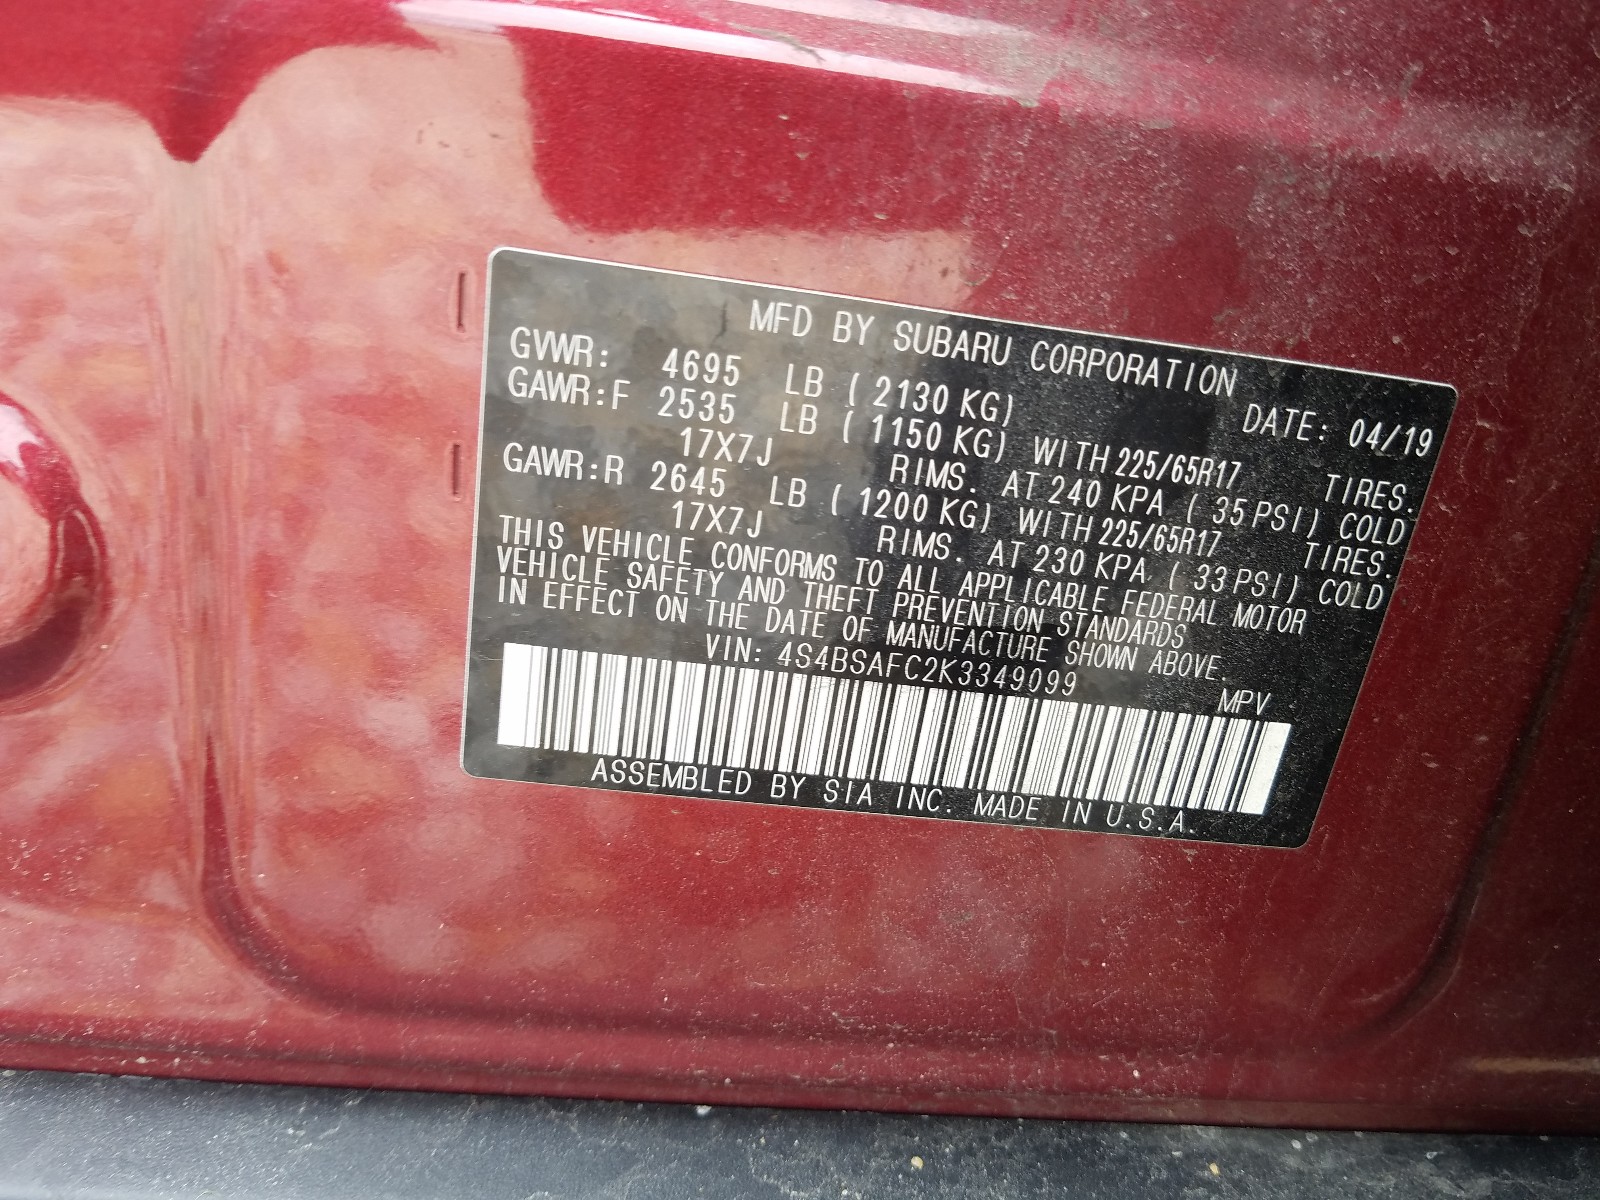 MFD BY SUBARU CORPORATION
DATE: 04/19
GVWR: 4695 LB ( 2130 KG)
GAWR:F 2535 LB ( 1150 KG) WITH 225/65R17 TIRES.
17X7J RIMS. AT 240 KPA ( 35 PSI) COLD
GAWR:R 2645 LB ( 1200 KG) WITH 225/65R17 TIRES.
17X7J RIMS. AT 230 KPA ( 33 PSI) COLD
THIS VEHICLE CONFORMS TO ALL APPLICABLE FEDERAL MOTOR
VEHICLE SAFETY AND THEFT PREVENTION STANDARDS
IN EFFECT ON THE DATE OF MANUFACTURE SHOWN ABOVE.
VIN: 4S4BSAFC2K3349099 MPV
ASSEMBLED BY SIA INC. MADE IN U.S.A.